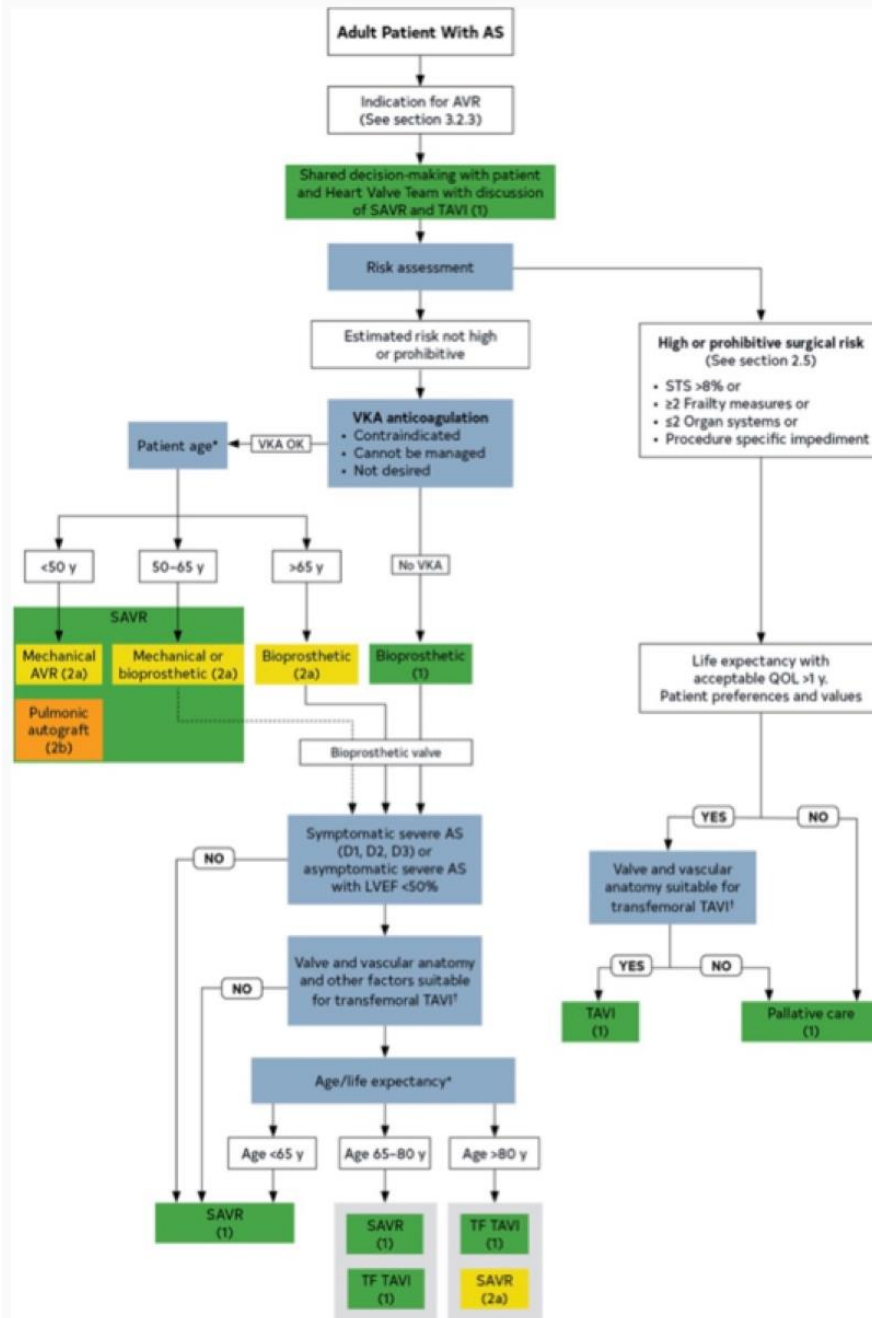 Adult Patient With AS
Indication for AVR
(See section 3.2.3)
Shared decision-making with patient
and Heart Valve Team with discussion
of SAVR and TAVI (1)
Risk assessment
Estimated risk not high
or prohibitive
High or prohibitive surgical risk
(See section 2.5)
• STS >8% or
• ≥2 Frailty measures or
• ≤2 Organ systems or
• Procedure specific impediment
VKA anticoagulation
• Contraindicated
• Cannot be managed
• Not desired
VKA OK
Patient age*
<50 y
50–65 y
>65 y
No VKA
SAVR
Mechanical
AVR (2a)
Mechanical or
bioprosthetic (2a)
Bioprosthetic
(2a)
Bioprosthetic
(1)
Pulmonic
autograft
(2b)
Life expectancy with
acceptable QOL >1 y.
Patient preferences and values
Bioprosthetic valve
YES
NO
Symptomatic severe AS
(D1, D2, D3) or
asymptomatic severe AS
with LVEF <50%
NO
Valve and vascular
anatomy suitable for
transfemoral TAVI†
Valve and vascular anatomy
and other factors suitable
for transfemoral TAVI†
NO
YES
NO
TAVI
(1)
Pallative care
(1)
Age/life expectancy*
Age <65 y
Age 65–80 y
Age >80 y
SAVR
(1)
SAVR
(1)
TF TAVI
(1)
TF TAVI
(1)
SAVR
(2a)